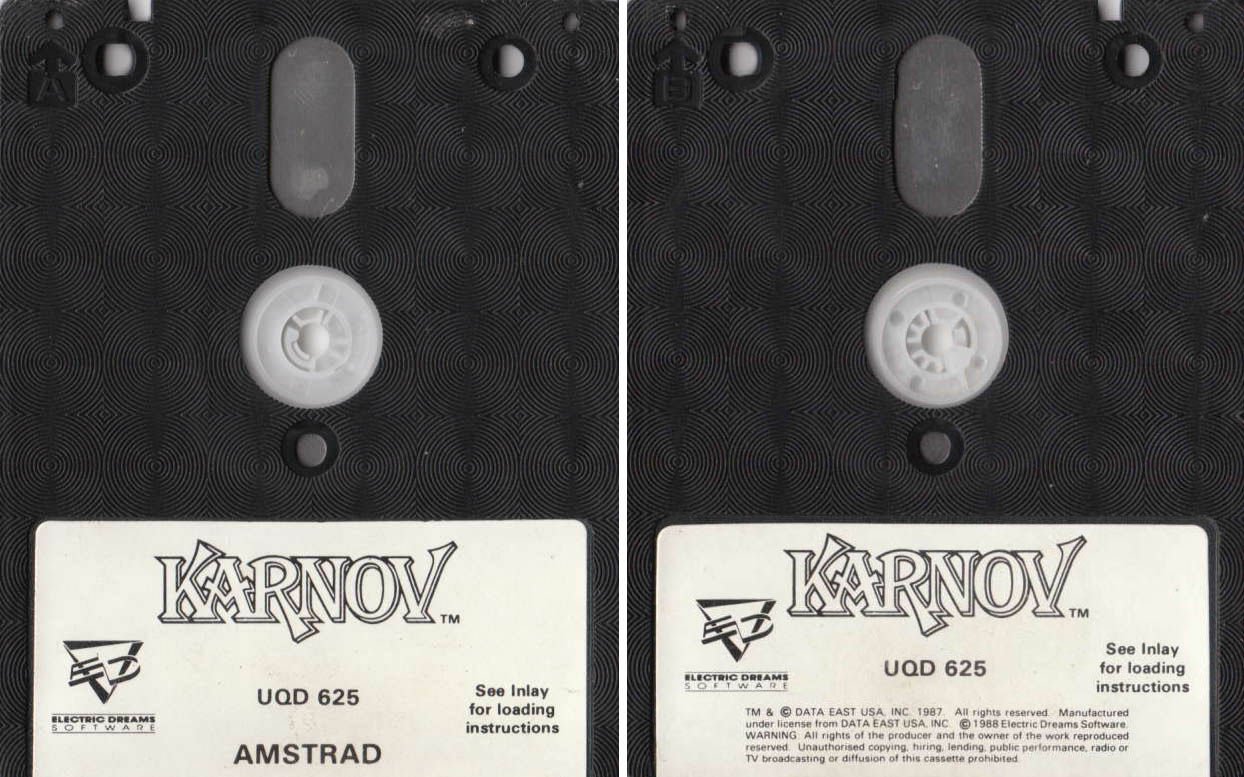 A
KARNOV TM
ED
ELECTRIC DREAMS
SOFTWARE
UQD 625
See Inlay
for loading
instructions
AMSTRAD
B
KARNOV TM
ED
ELECTRIC DREAMS
SOFTWARE
UQD 625
See Inlay
for loading
instructions
TM & © DATA EAST USA, INC. 1987. All rights reserved. Manufactured
under license from DATA EAST USA, INC. © 1988 Electric Dreams Software.
WARNING: All rights of the producer and the owner of the work reproduced
reserved. Unauthorised copying, hiring, lending, public performance, radio or
TV broadcasting or diffusion of this cassette prohibited.